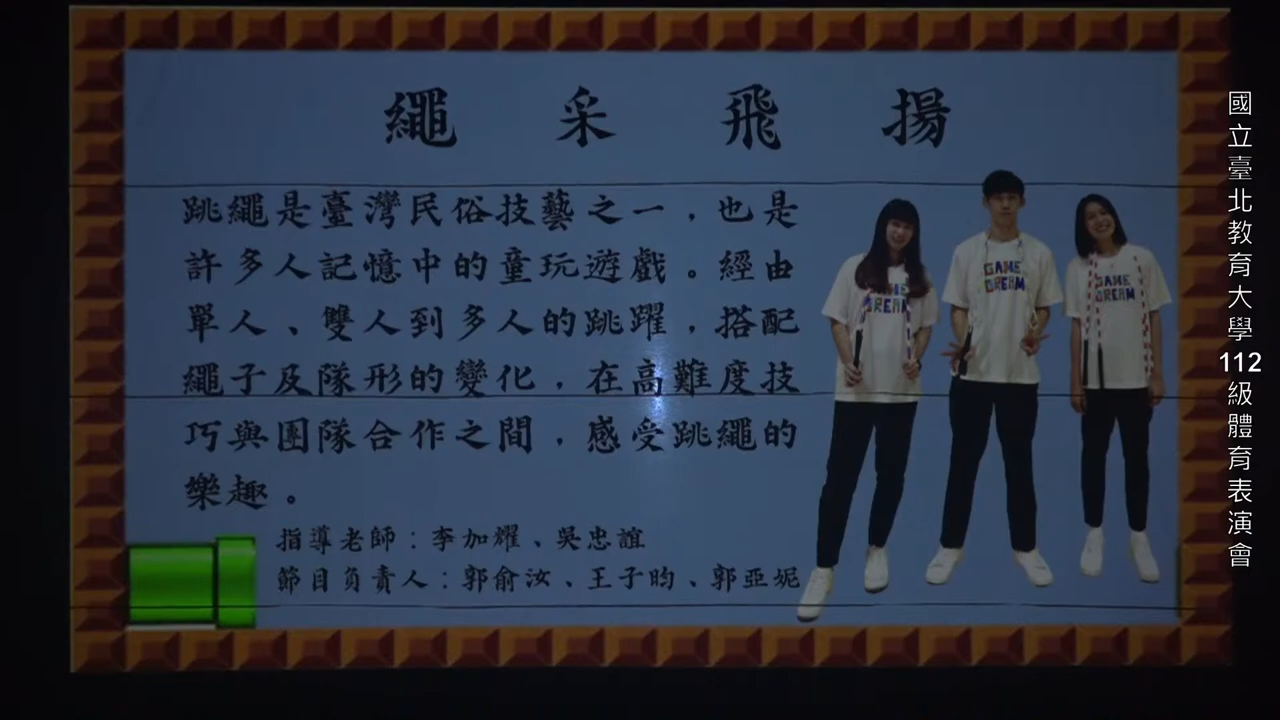 繩采飛揚
跳繩是臺灣民俗技藝之一，也是
許多人記憶中的童玩遊戲。經由
單人、雙人到多人的跳躍，搭配
繩子及隊形的變化，在高難度技
巧與團隊合作之間，感受跳繩的
樂趣。
指導老師：李加耀、吳忠誼
節目負責人：郭俞汝、王子昀、郭亞妮
GAME
DREAM
GAME
DREAM
GAME
DREAM
國立臺北教育大學112級體育表演會